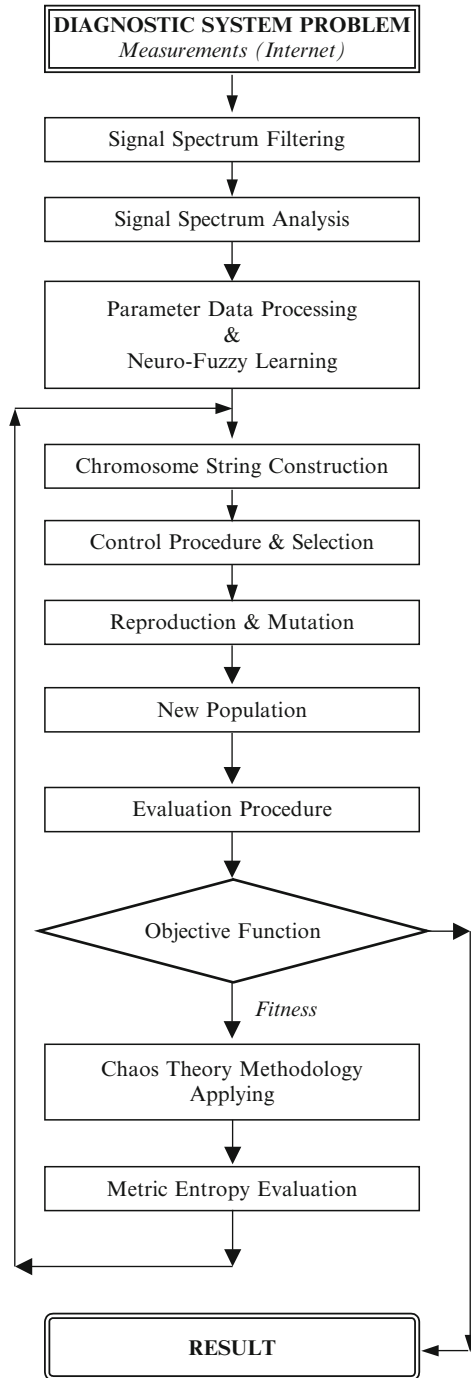 DIAGNOSTIC SYSTEM PROBLEM
Measurements (Internet)
Signal Spectrum Filtering
Signal Spectrum Analysis
Parameter Data Processing
&
Neuro-Fuzzy Learning
Chromosome String Construction
Control Procedure & Selection
Reproduction & Mutation
New Population
Evaluation Procedure
Objective Function
Fitness
Chaos Theory Methodology
Applying
Metric Entropy Evaluation
RESULT